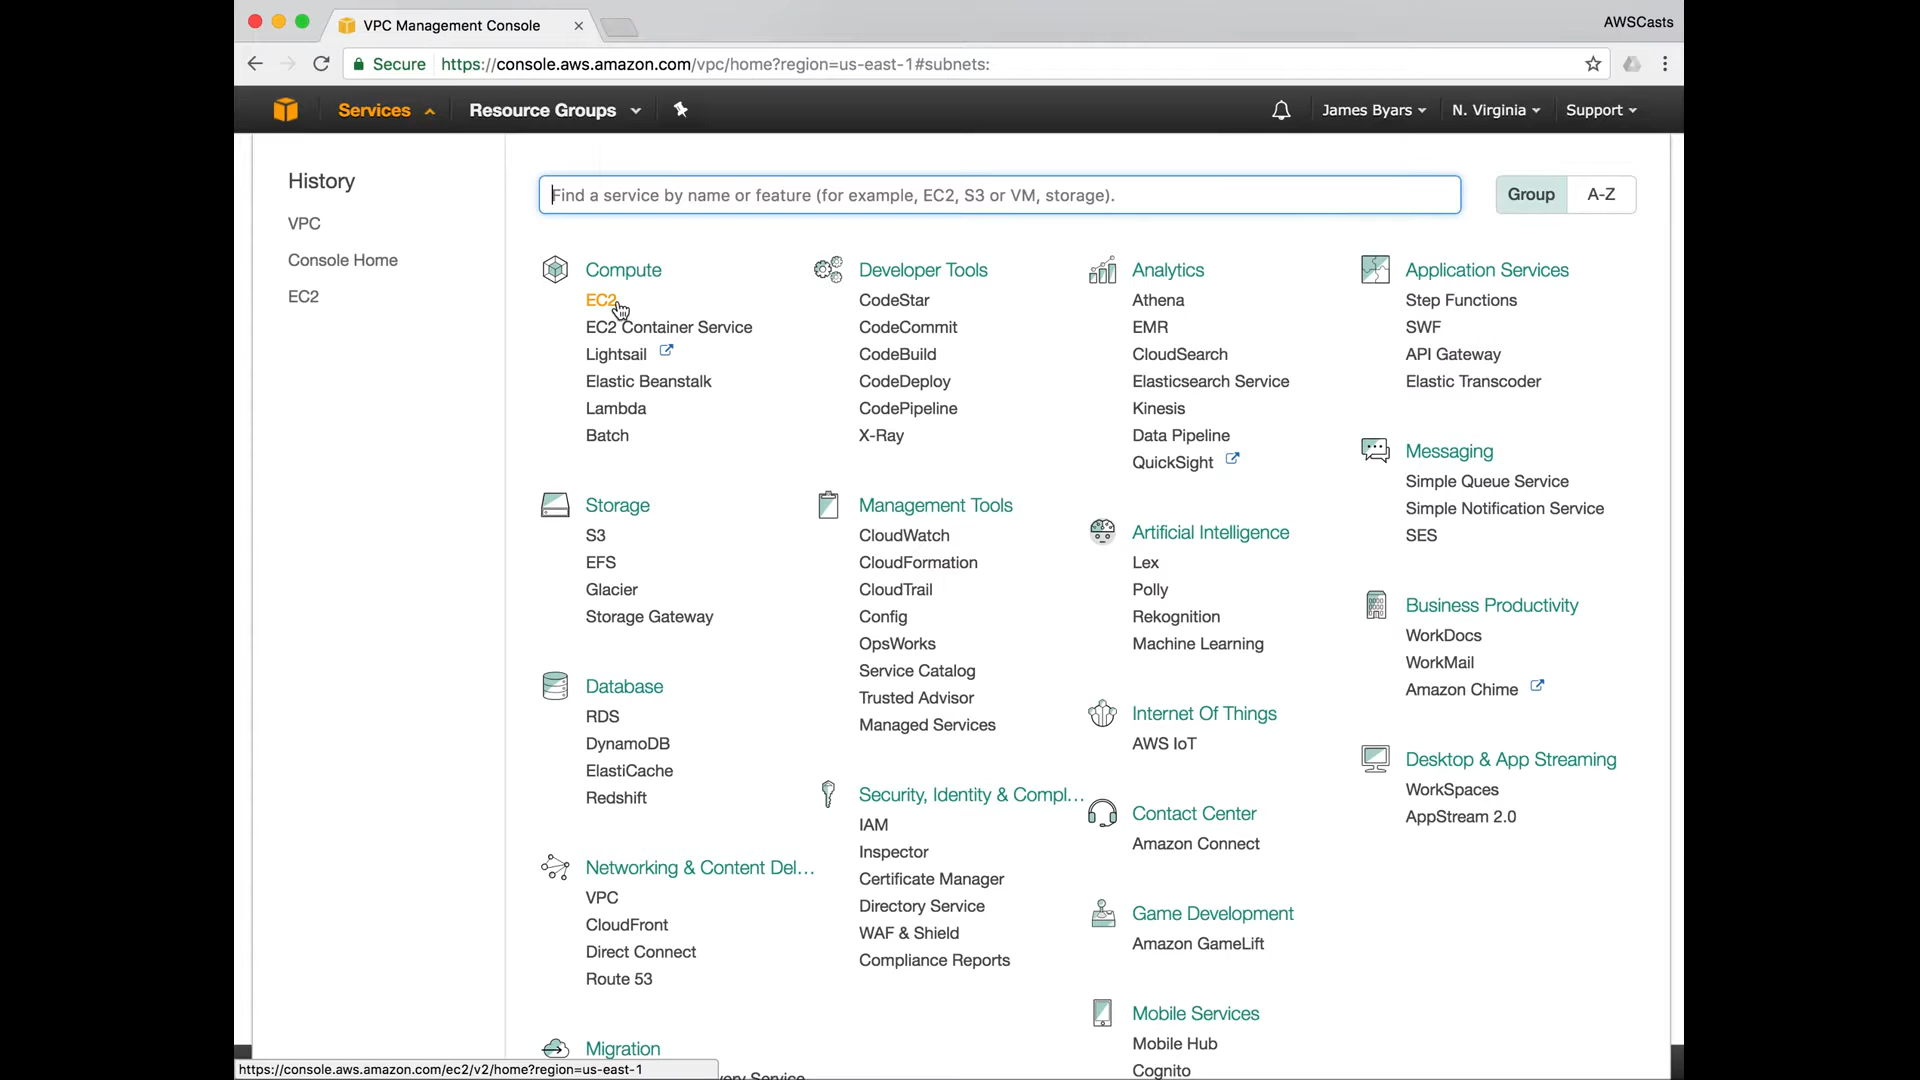 VPC Management Console
AWSCasts
Secure https://console.aws.amazon.com/vpc/home?region=us-east-1#subnets:
Services Resource Groups James Byars N. Virginia Support
History
VPC
Console Home
EC2
Find a service by name or feature (for example, EC2, S3 or VM, storage).
Group A-Z
Compute
EC2
EC2 Container Service
Lightsail
Elastic Beanstalk
Lambda
Batch
Storage
S3
EFS
Glacier
Storage Gateway
Database
RDS
DynamoDB
ElastiCache
Redshift
Networking & Content Del...
VPC
CloudFront
Direct Connect
Route 53
Migration
Developer Tools
CodeStar
CodeCommit
CodeBuild
CodeDeploy
CodePipeline
X-Ray
Management Tools
CloudWatch
CloudFormation
CloudTrail
Config
OpsWorks
Service Catalog
Trusted Advisor
Managed Services
Security, Identity & Compl...
IAM
Inspector
Certificate Manager
Directory Service
WAF & Shield
Compliance Reports
Analytics
Athena
EMR
CloudSearch
Elasticsearch Service
Kinesis
Data Pipeline
QuickSight
Artificial Intelligence
Lex
Polly
Rekognition
Machine Learning
Internet Of Things
AWS IoT
Contact Center
Amazon Connect
Game Development
Amazon GameLift
Mobile Services
Mobile Hub
Cognito
Application Services
Step Functions
SWF
API Gateway
Elastic Transcoder
Messaging
Simple Queue Service
Simple Notification Service
SES
Business Productivity
WorkDocs
WorkMail
Amazon Chime
Desktop & App Streaming
WorkSpaces
AppStream 2.0
https://console.aws.amazon.com/ec2/v2/home?region=us-east-1